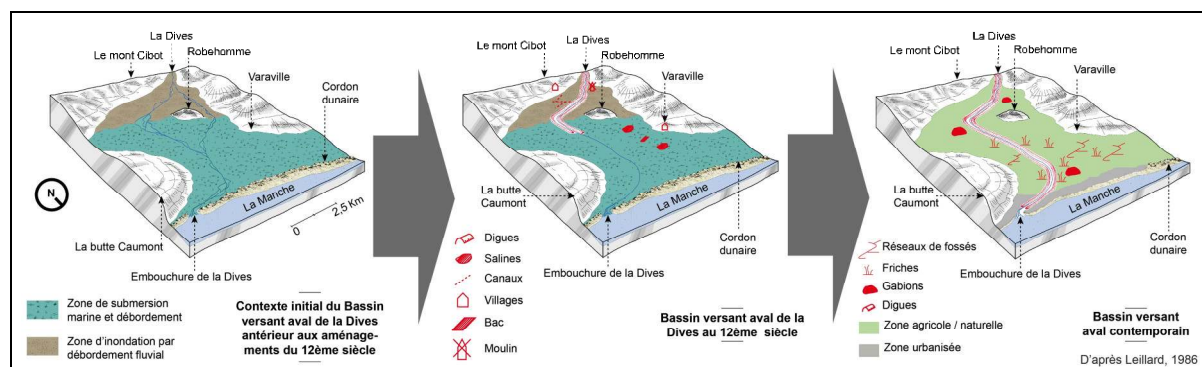 La Dives
Le mont Cibot
Robehomme
Varaville
Cordon
dunaire
N
La Manche
2.5 Km
0
La butte Caumont
Embouchure de la Dives
Zone de submersion
marine et débordement
Zone d'inondation par
débordement fluvial
Contexte initial du Bassin
versant aval de la Dives
antérieur aux aménage-
ments du 12ème siècle
La Dives
Le mont Cibot
Robehomme
Varaville
La butte
Caumont
La Manche
Cordon
dunaire
Embouchure de la Dives
Digues
Salines
Canaux
Villages
Bac
Moulin
Bassin versant aval de la
Dives au 12ème siècle
La Dives
Le mont Cibot
Robehomme
Varaville
La butte
Caumont
La Manche
Cordon
dunaire
Embouchure de la Dives
Réseaux de fossés
Friches
Gabions
Digues
Zone agricole / naturelle
Zone urbanisée
Bassin versant
aval contemporain
D'après Leillard, 1986